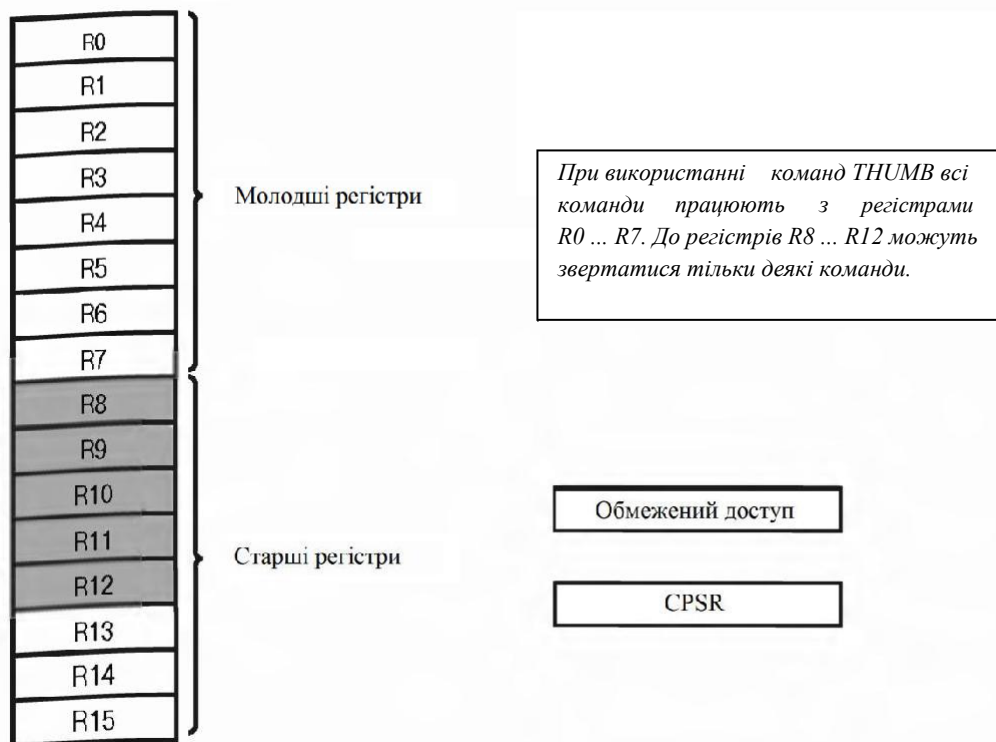 R0
R1
R2
R3
R4
R5
R6
R7
R8
R9
R10
R11
R12
R13
R14
R15
Молодші регістри
Старші регістри
При використанні команд THUMB всі
команди працюють з регістрами
R0 ... R7. До регістрів R8 ... R12 можуть
звертатися тільки деякі команди.
Обмежений доступ
CPSR